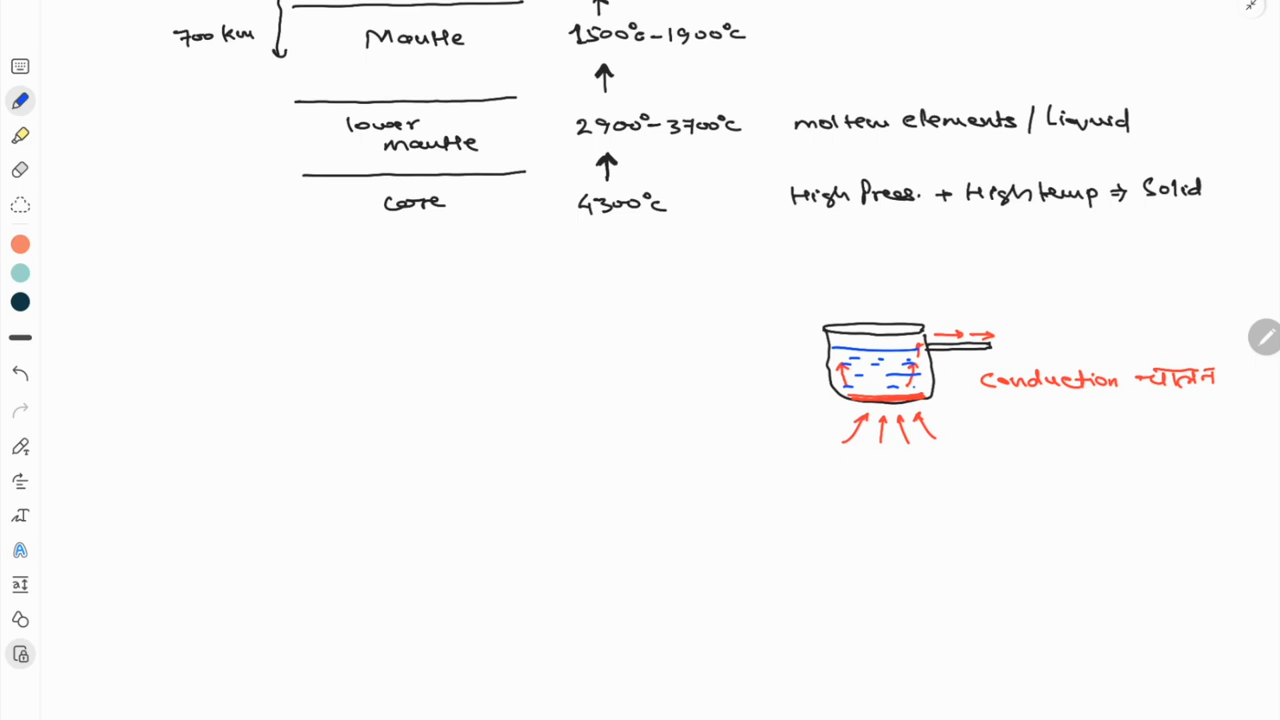 700 km Mantle 1500°c-1900°c
lower mantle 2900°-3700°c molten elements / Liquid
core 4300°c High Press. + High temp ⇒ Solid
conduction चालन